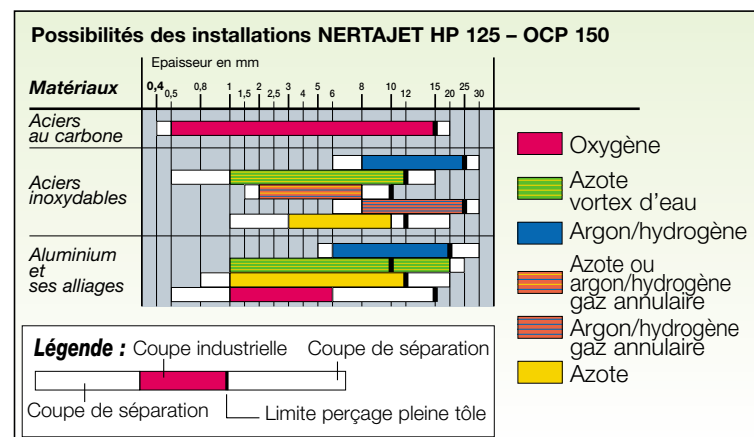 Possibilités des installations NERTAJET HP 125 – OCP 150
Epaisseur en mm
Matériaux
0,4 0,5 0,8 1 1,5 2 2,5 3 4 5 6 8 10 12 15 20 25 30
Aciers
au carbone
Aciers
inoxydables
Aluminium
et
ses alliages
Oxygène
Azote
vortex d'eau
Argon/hydrogène
Azote ou
argon/hydrogène
gaz annulaire
Argon/hydrogène
gaz annulaire
Azote
Légende : Coupe industrielle
Coupe de séparation
Coupe de séparation
Limite perçage pleine tôle